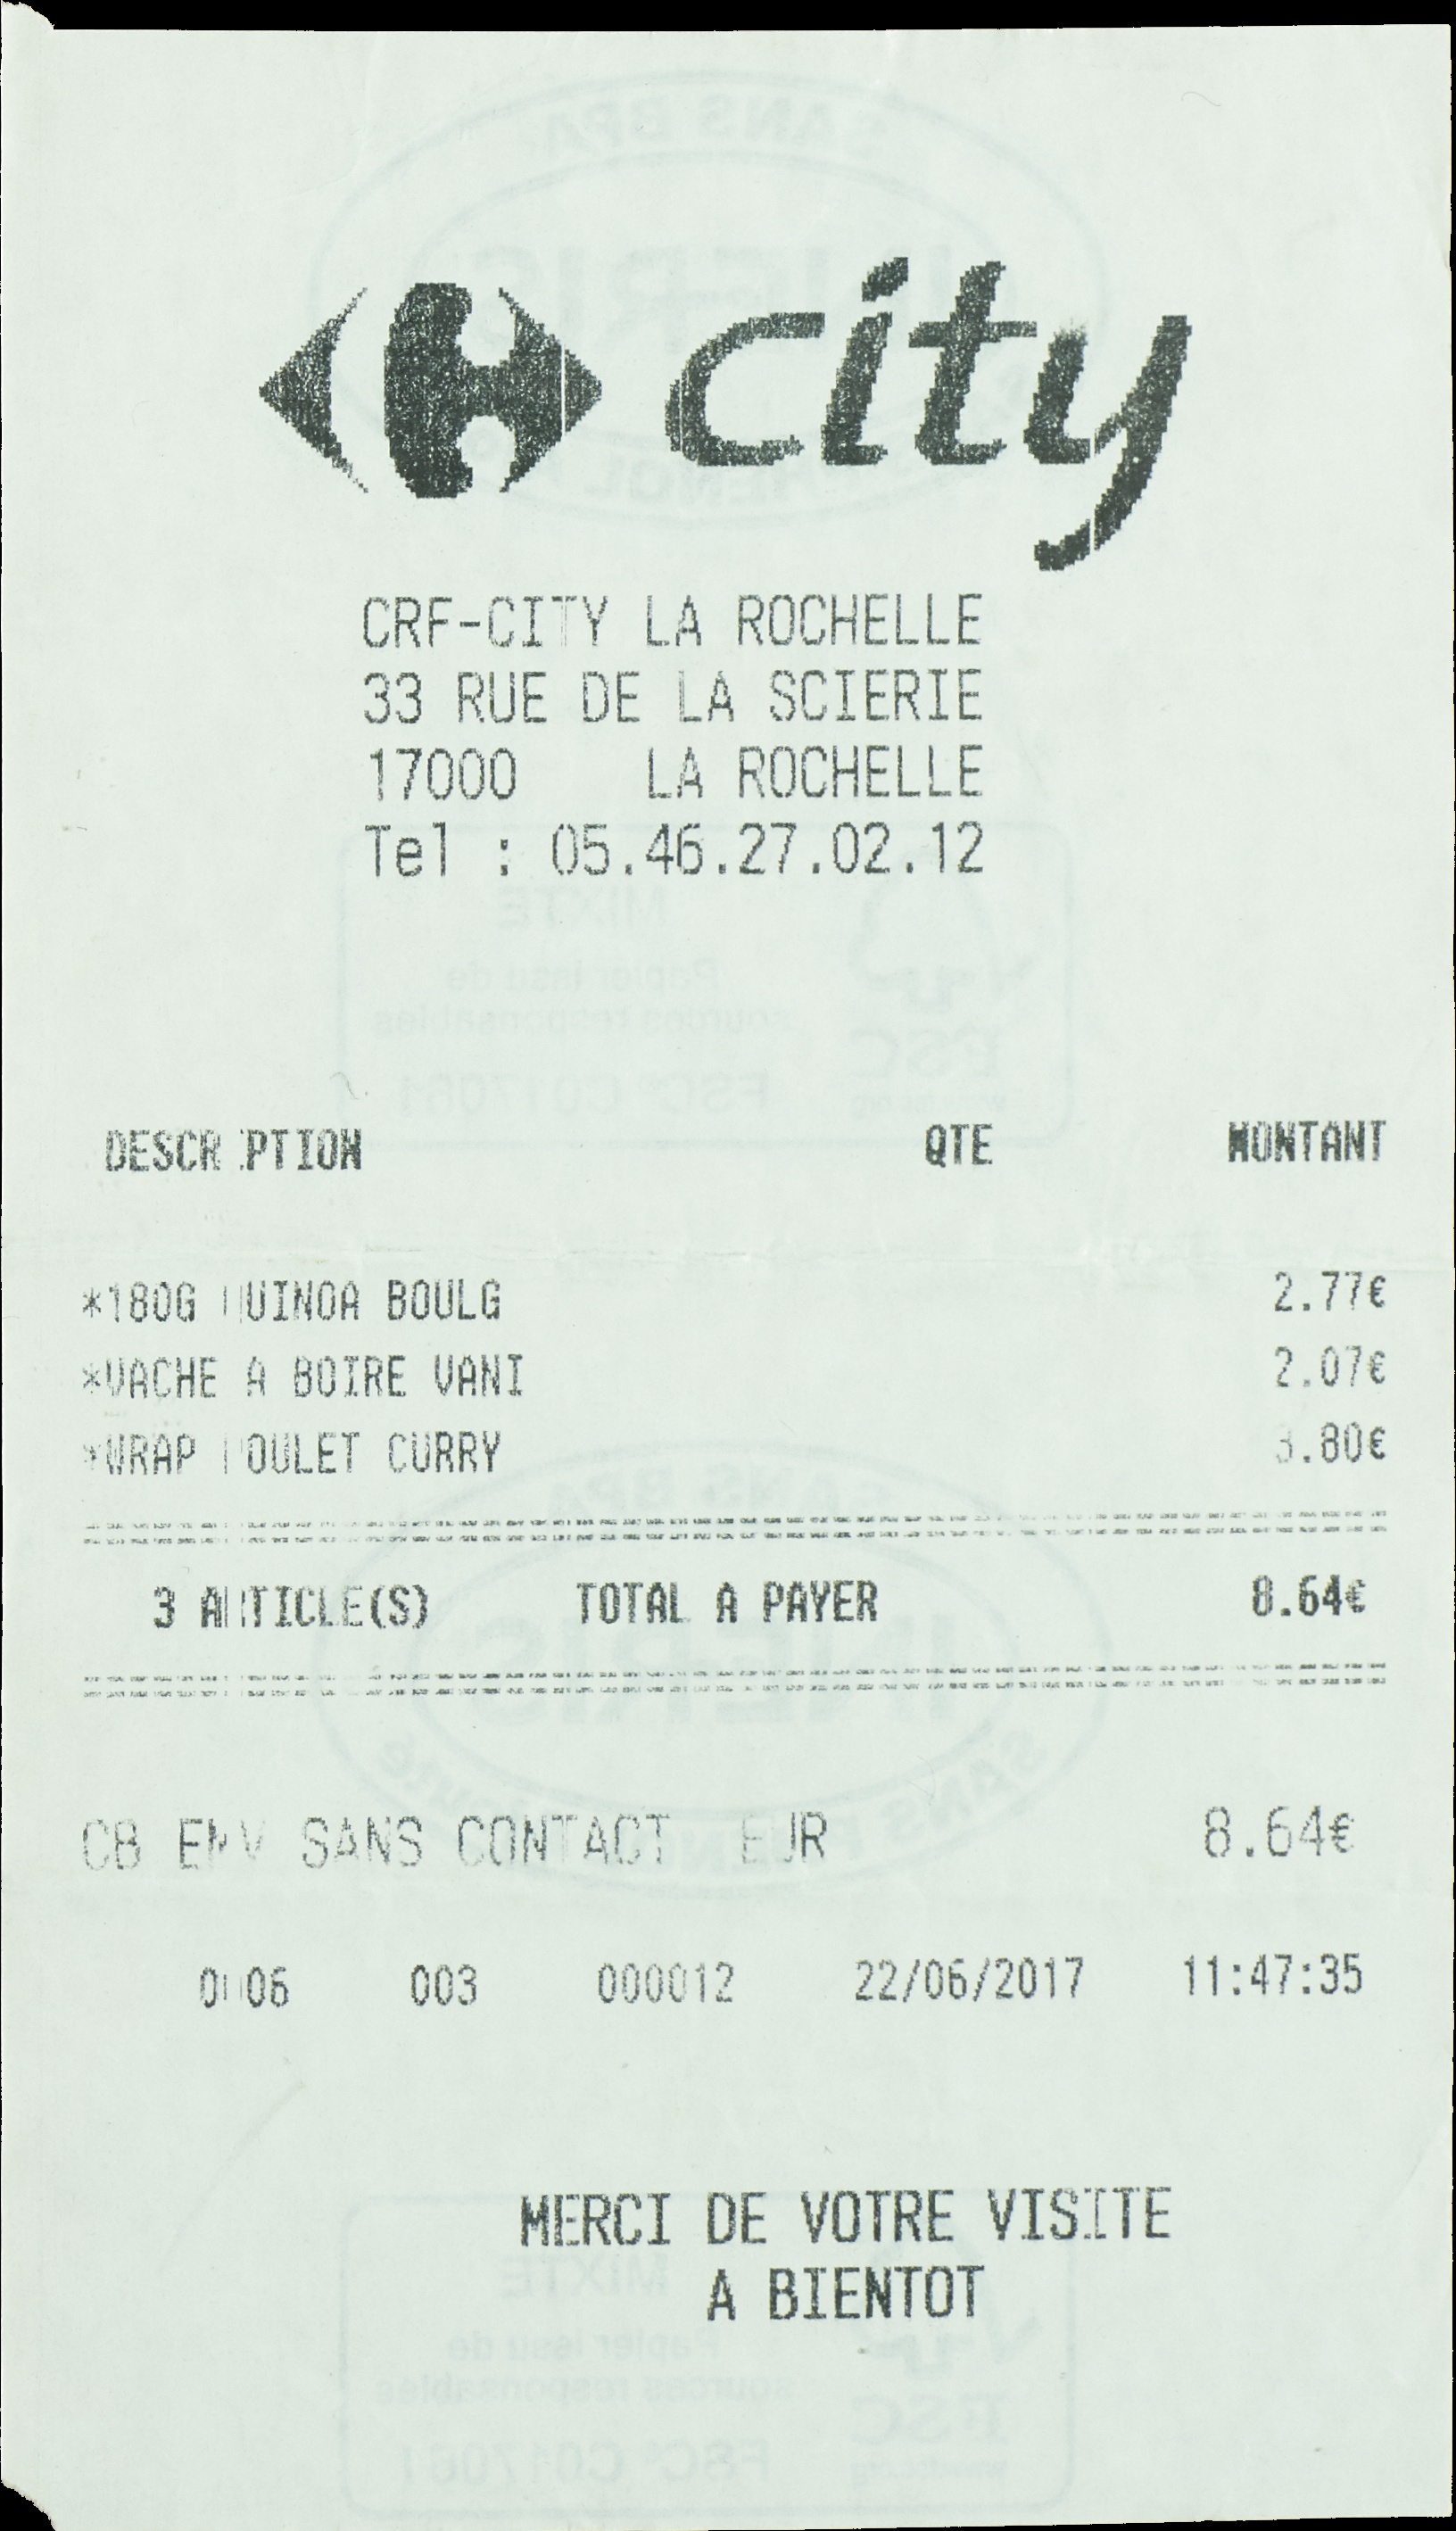 city
CRF-CITY LA ROCHELLE
33 RUE DE LA SCIERIE
17000 LA ROCHELLE
Tel : 05.46.27.02.12
DESCRIPTION QTE MONTANT
*180G QUINOA BOULG 2.77€
*VACHE A BOIRE VANI 2.07€
*WRAP POULET CURRY 3.80€
3 ARTICLE(S) TOTAL A PAYER 8.64€
CB EMV SANS CONTACT EUR 8.64€
0006 003 000012 22/06/2017 11:47:35
MERCI DE VOTRE VISITE
A BIENTOT